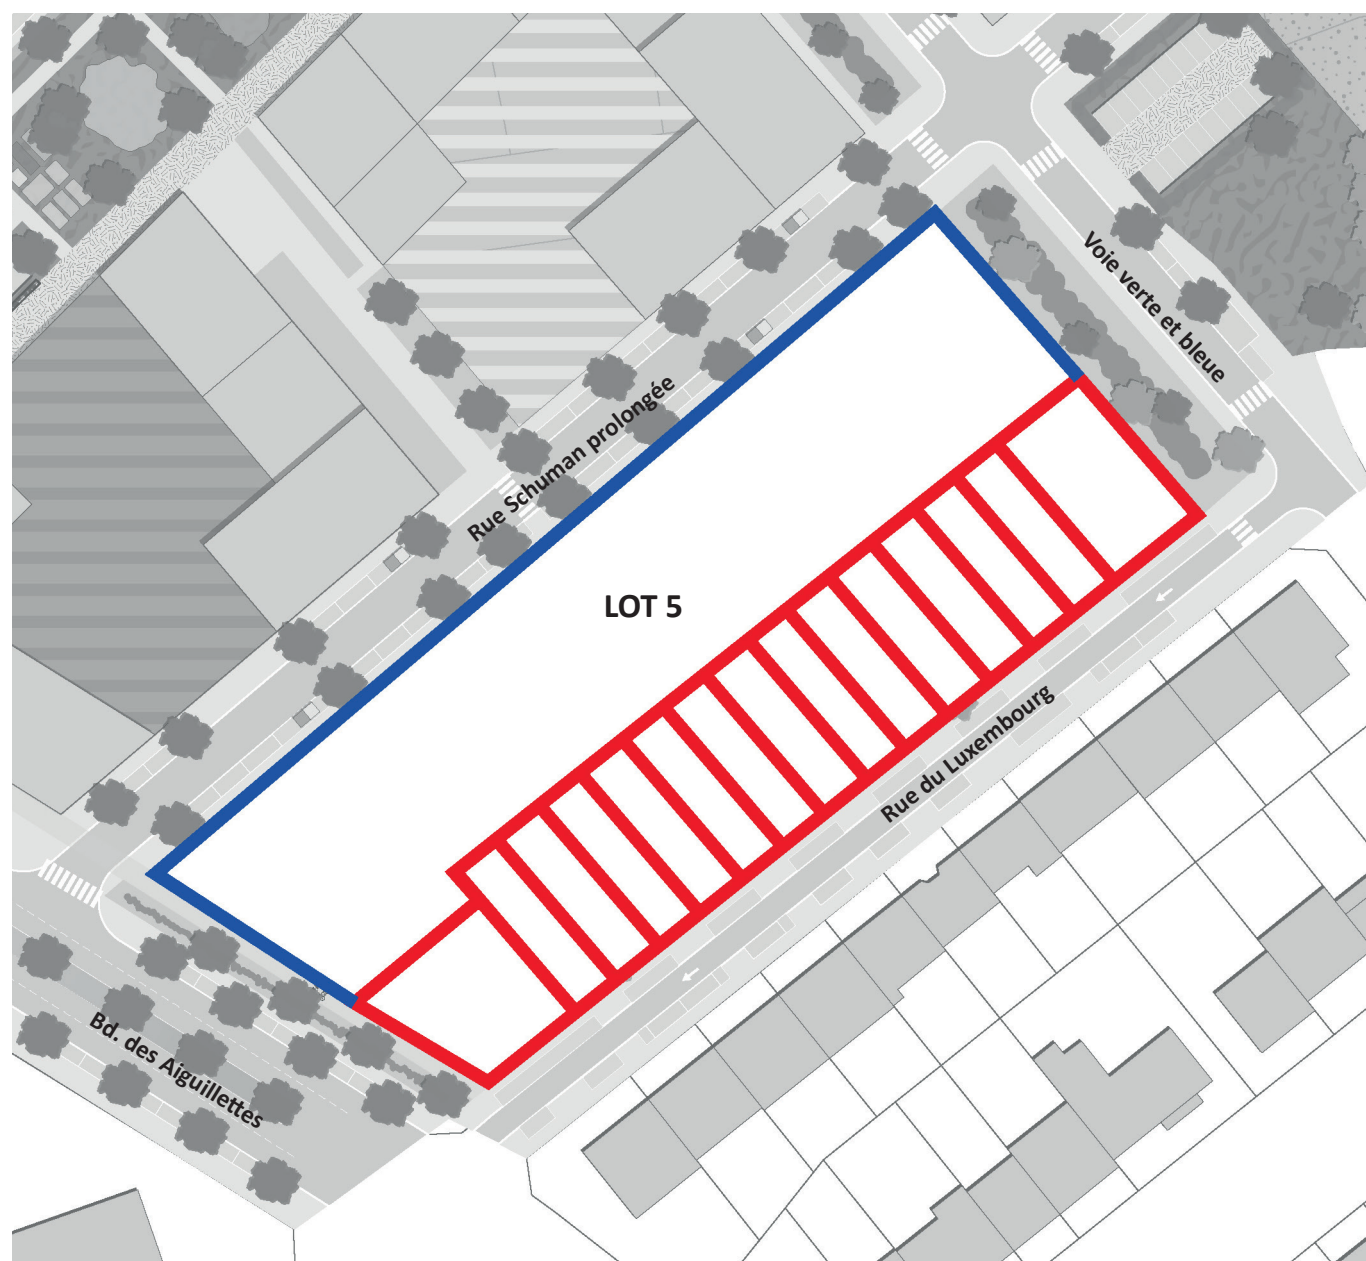 Voie verte et bleue
Rue Schuman prolongée
LOT 5
Rue du Luxembourg
Bd. des Aiguillettes